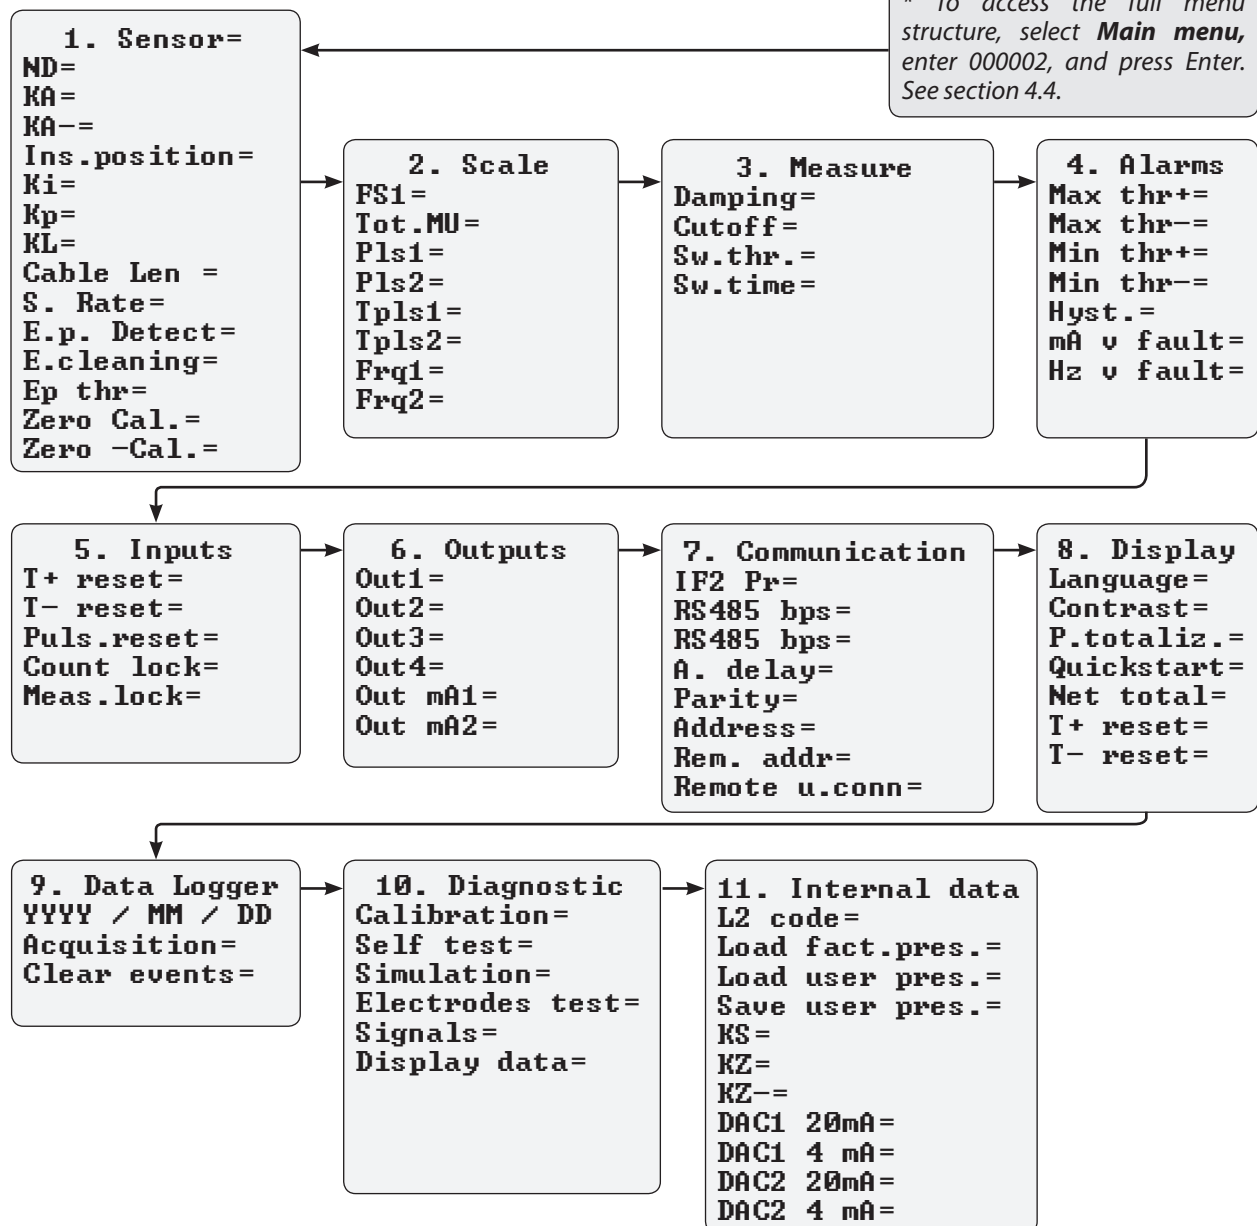 * To access the full menu
structure, select Main menu,
enter 000002, and press Enter.
See section 4.4.
1. Sensor=
ND=
KA=
KA-=
Ins.position=
Ki=
Kp=
KL=
Cable Len =
S. Rate=
E.p. Detect=
E.cleaning=
Ep thr=
Zero Cal.=
Zero -Cal.=
2. Scale
FS1=
Tot.MU=
Pls1=
Pls2=
Tpls1=
Tpls2=
Frq1=
Frq2=
3. Measure
Damping=
Cutoff=
Sw.thr.=
Sw.time=
4. Alarms
Max thr+=
Max thr-=
Min thr+=
Min thr-=
Hyst.=
mA v fault=
Hz v fault=
5. Inputs
T+ reset=
T- reset=
Puls.reset=
Count lock=
Meas.lock=
6. Outputs
Out1=
Out2=
Out3=
Out4=
Out mA1=
Out mA2=
7. Communication
IF2 Pr=
RS485 bps=
RS485 bps=
A. delay=
Parity=
Address=
Rem. addr=
Remote u.conn=
8. Display
Language=
Contrast=
P.totaliz.=
Quickstart=
Net total=
T+ reset=
T- reset=
9. Data Logger
YYYY / MM / DD
Acquisition=
Clear events=
10. Diagnostic
Calibration=
Self test=
Simulation=
Electrodes test=
Signals=
Display data=
11. Internal data
L2 code=
Load fact.pres.=
Load user pres.=
Save user pres.=
KS=
KZ=
KZ-=
DAC1 20mA=
DAC1 4 mA=
DAC2 20mA=
DAC2 4 mA=